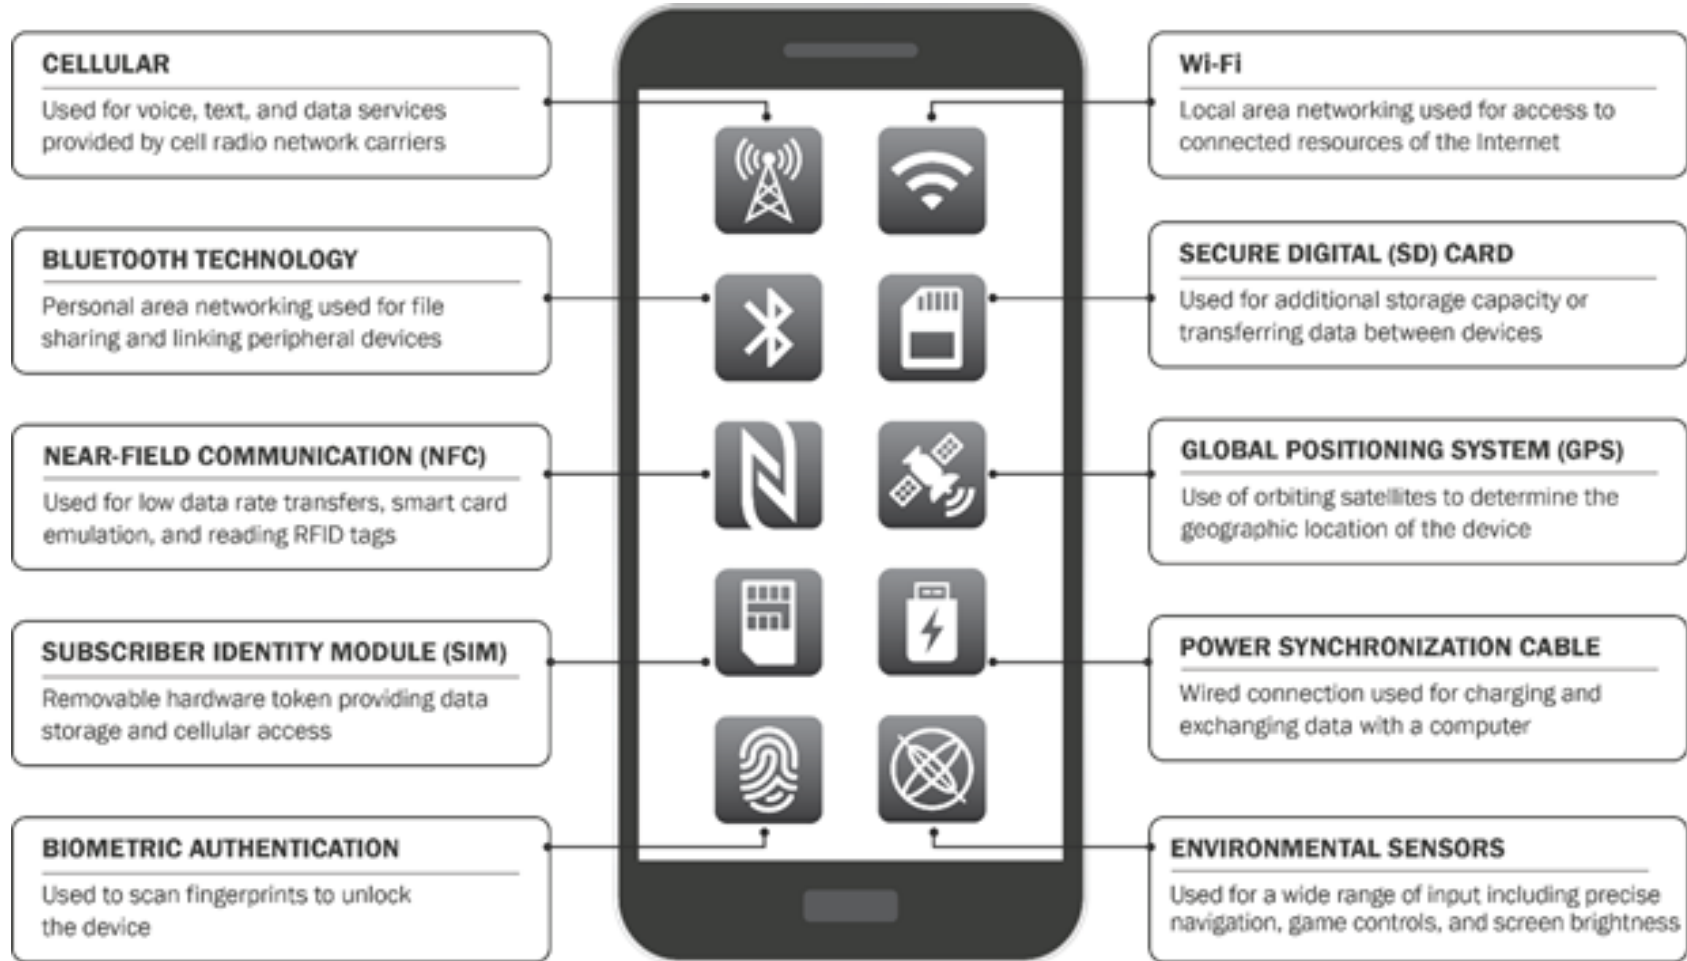 CELLULAR
Used for voice, text, and data services
provided by cell radio network carriers
BLUETOOTH TECHNOLOGY
Personal area networking used for file
sharing and linking peripheral devices
NEAR-FIELD COMMUNICATION (NFC)
Used for low data rate transfers, smart card
emulation, and reading RFID tags
SUBSCRIBER IDENTITY MODULE (SIM)
Removable hardware token providing data
storage and cellular access
BIOMETRIC AUTHENTICATION
Used to scan fingerprints to unlock
the device
Wi-Fi
Local area networking used for access to
connected resources of the Internet
SECURE DIGITAL (SD) CARD
Used for additional storage capacity or
transferring data between devices
GLOBAL POSITIONING SYSTEM (GPS)
Use of orbiting satellites to determine the
geographic location of the device
POWER SYNCHRONIZATION CABLE
Wired connection used for charging and
exchanging data with a computer
ENVIRONMENTAL SENSORS
Used for a wide range of input including precise
navigation, game controls, and screen brightness